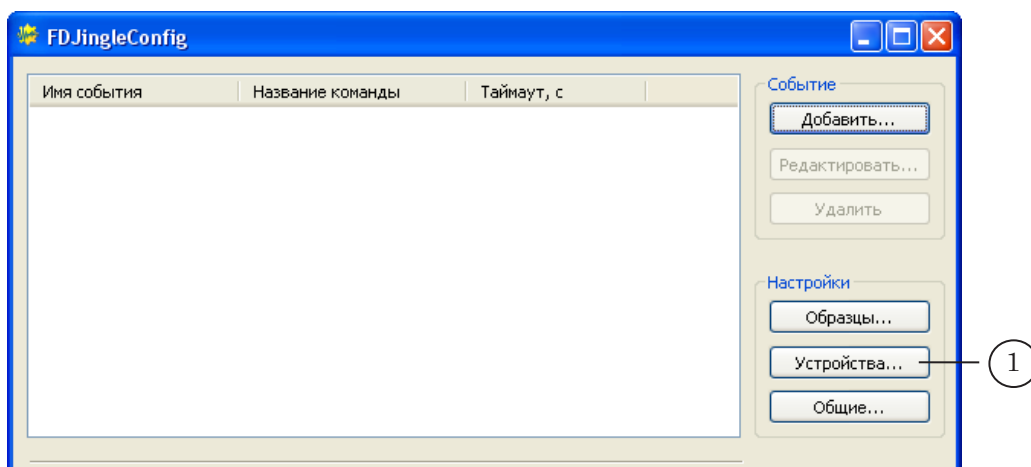 FDJingleConfig
Имя события Название команды Таймаут, с
Событие
Добавить...
Редактировать...
Удалить
Настройки
Образцы...
Устройства...
1
Общие...